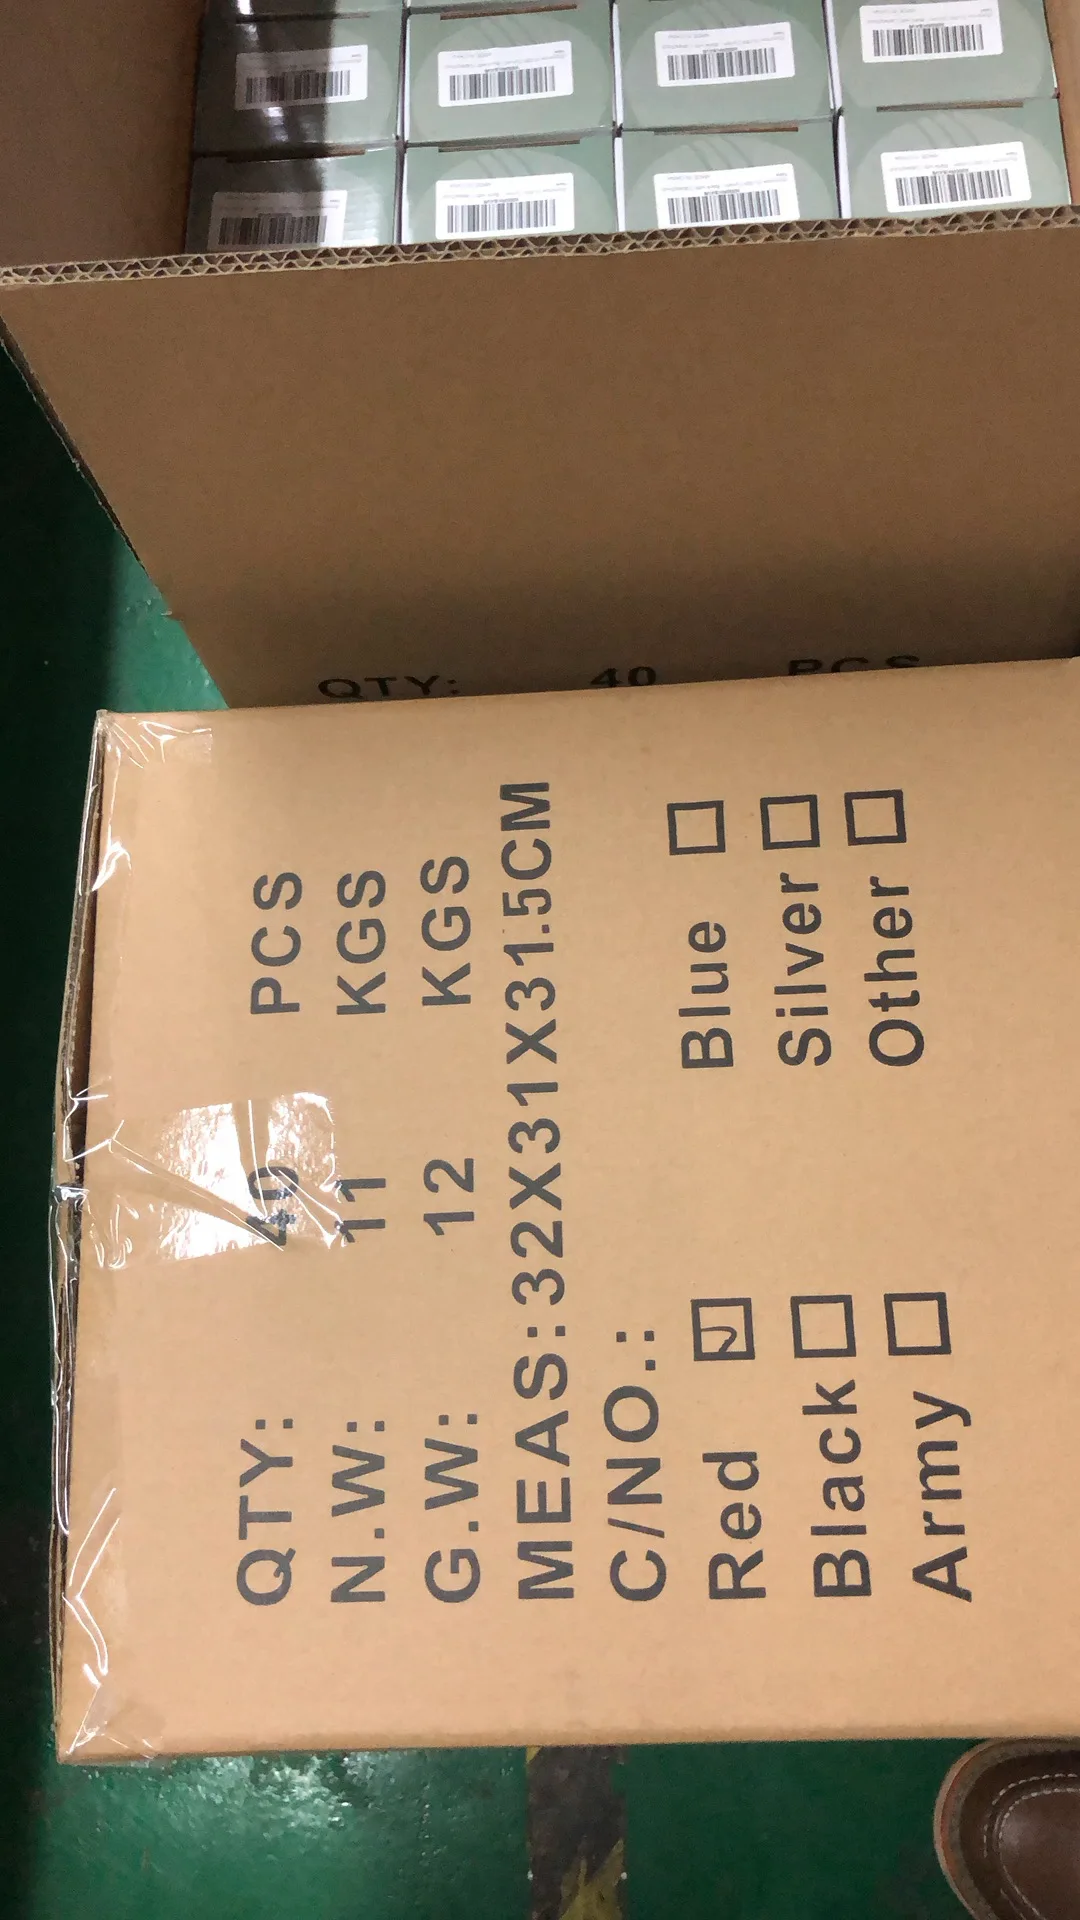 QTY: 40 PCS
QTY: 40 PCS
N.W: 11 KGS
G.W: 12 KGS
MEAS:32X31X31.5CM
C/NO.:
Red Blue
Black Silver
Army Other